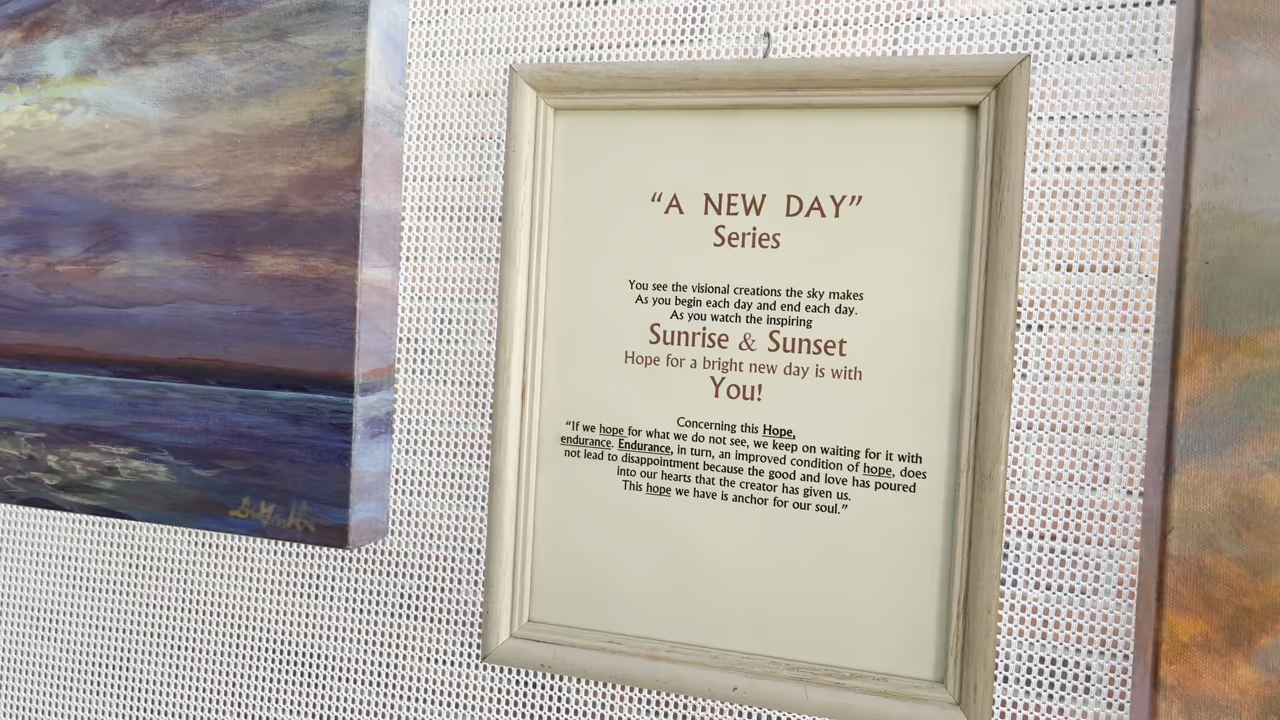 “A NEW DAY”
Series
You see the visional creations the sky makes
As you begin each day and end each day.
As you watch the inspiring
Sunrise & Sunset
Hope for a bright new day is with
You!
Concerning this Hope,
“If we hope for what we do not see, we keep on waiting for it with
endurance. Endurance, in turn, an improved condition of hope, does
not lead to disappointment because the good and love has poured
into our hearts that the creator has given us.
This hope we have is anchor for our soul.”